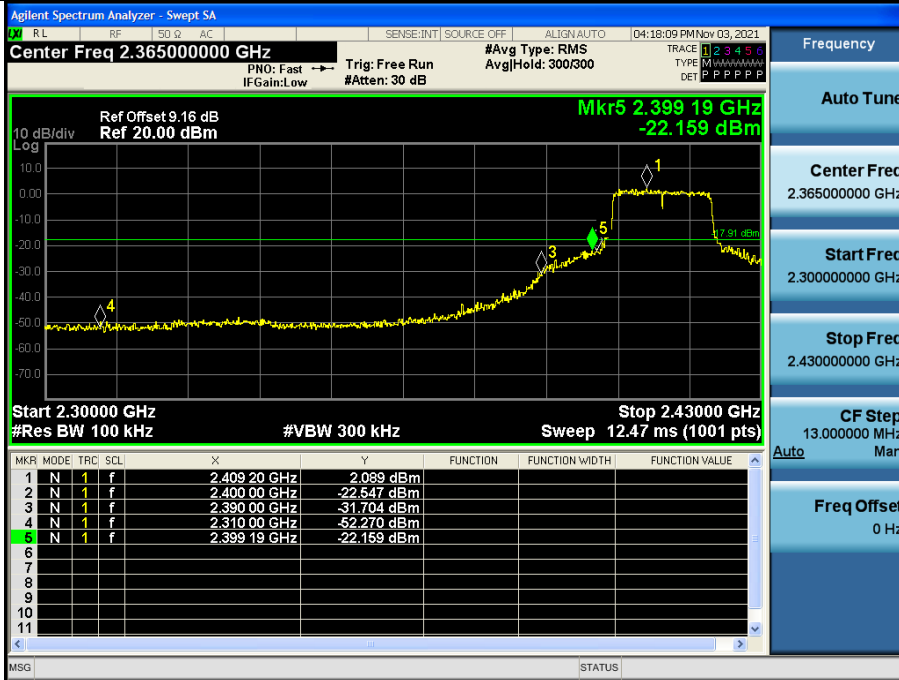 Agilent Spectrum Analyzer - Swept SA
LXI RL RF 50 Ω AC SENSE:INT SOURCE OFF ALIGN AUTO 04:18:09 PM Nov 03, 2021
Center Freq 2.365000000 GHz
PNO: Fast
IFGain:Low
Trig: Free Run
#Atten: 30 dB
#Avg Type: RMS
Avg|Hold: 300/300
TRACE 1 2 3 4 5 6
TYPE MWWWWW
DET P P P P P P
Frequency
Mkr5 2.399 19 GHz
-22.159 dBm
Ref Offset 9.16 dB
10 dB/div Ref 20.00 dBm
Log
10.0
0.00
-10.0
-20.0
-30.0
-40.0
-50.0
-60.0
-70.0
1
5
3
4
-17.91 dBm
Start 2.30000 GHz Stop 2.43000 GHz
#Res BW 100 kHz #VBW 300 kHz Sweep 12.47 ms (1001 pts)
MKR MODE TRC SCL X Y FUNCTION FUNCTION WIDTH FUNCTION VALUE
1 N 1 f 2.409 20 GHz 2.089 dBm
2 N 1 f 2.400 00 GHz -22.547 dBm
3 N 1 f 2.390 00 GHz -31.704 dBm
4 N 1 f 2.310 00 GHz -52.270 dBm
5 N 1 f 2.399 19 GHz -22.159 dBm
6
7
8
9
10
11
MSG STATUS
Auto Tune
Center Freq
2.365000000 GHz
Start Freq
2.300000000 GHz
Stop Freq
2.430000000 GHz
CF Step
13.000000 MHz
Auto Man
Freq Offset
0 Hz